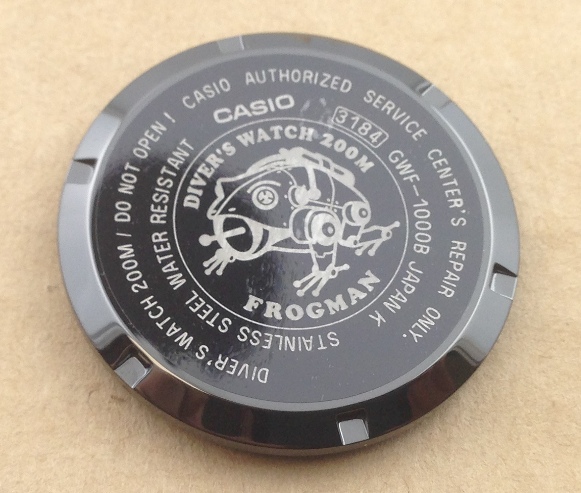 DIVER'S WATCH 200M / DO NOT OPEN ! CASIO AUTHORIZED SERVICE CENTER'S REPAIR ONLY.
CASIO
3184 GWF-1000B JAPAN K
STAINLESS STEEL WATER RESISTANT
DIVER'S WATCH 200M
FROGMAN